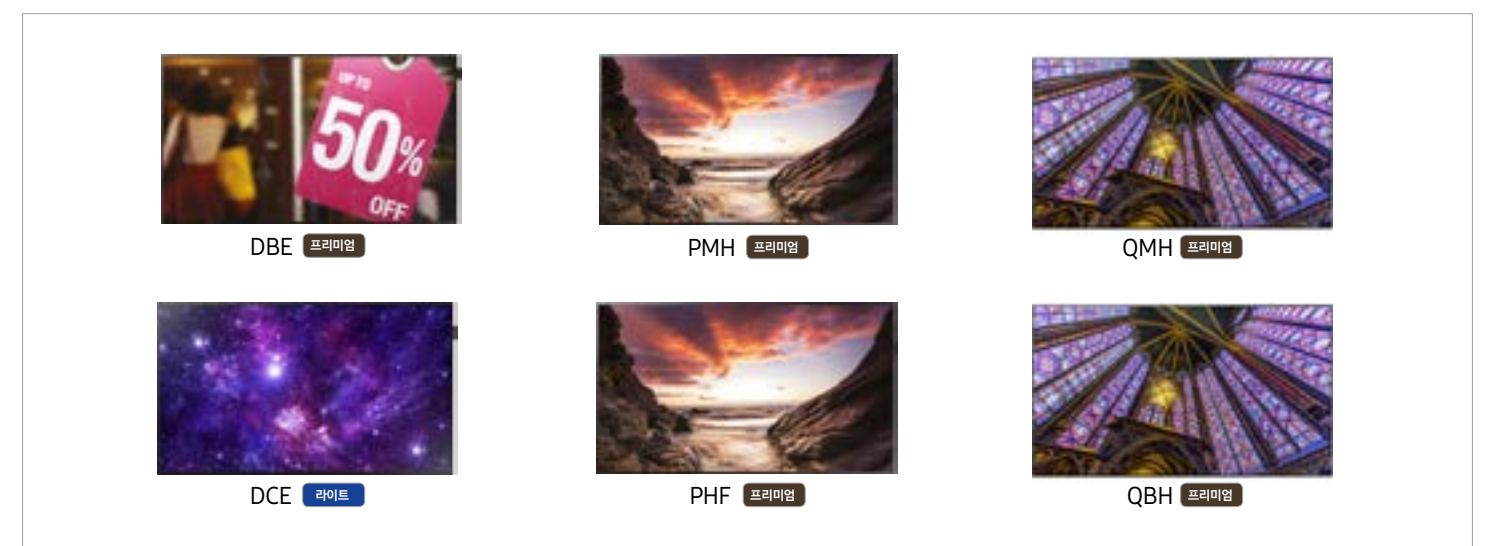 UP TO
50%
OFF
DBE 프리미엄
PMH 프리미엄
QMH 프리미엄
DCE 라이트
PHF 프리미엄
QBH 프리미엄